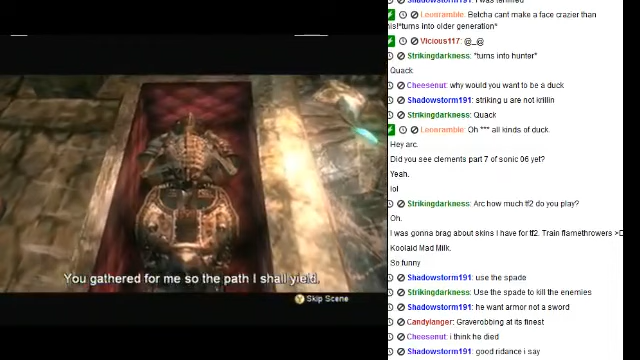 You gathered for me so the path I shall yield.
Y Skip Scene
Shadowstorm191: I was terrified
Leonramble: Belcha cant make a face crazier than
his!*turns into older generation*
Vicious117: @_@
Strikingdarkness: *turns into hunter*
Quack
Cheesenut: why would you want to be a duck
Shadowstorm191: striking u are not krillin
Strikingdarkness: Quack
Leonramble: Oh *** all kinds of duck.
Hey arc.
Did you see clements part 7 of sonic 06 yet?
Yeah.
lol
Strikingdarkness: Arc how much tf2 do you play?
Oh.
I was gonna brag about skins I have for tf2. Train flamethrowers >D
Koolaid Mad Milk.
So funny
Shadowstorm191: use the spade
Strikingdarkness: Use the spade to kill the enemies
Shadowstorm191: he want armor not a sword
Candylanger: Graverobbing at its finest
Cheesenut: i think he died
Shadowstorm191: good ridance i say